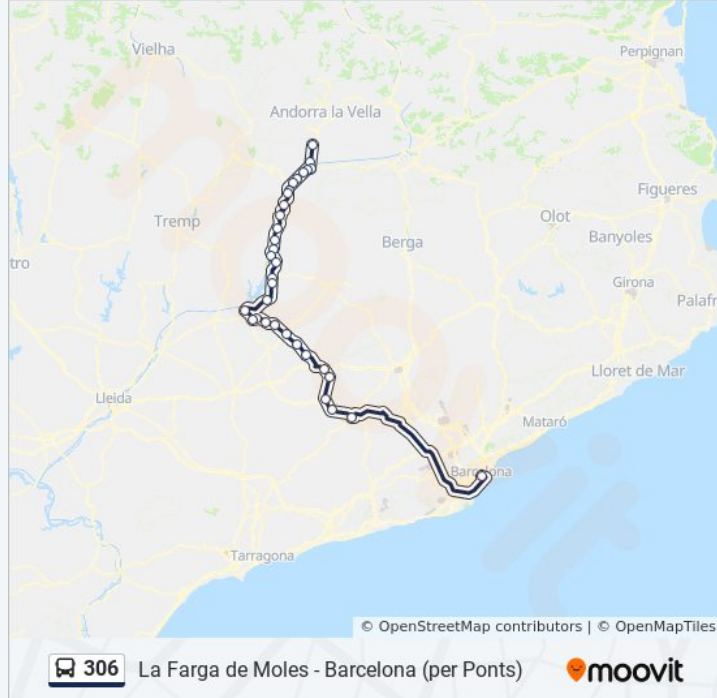 Vielha
Perpignan
Andorra la Vella
Figueres
Tremp
Olot
Banyoles
Berga
tro
Girona
Palafr
Lloret de Mar
Lleida
Mataró
Barcelona
Tarragona
moovit
© OpenStreetMap contributors | © OpenMapTiles
306 La Farga de Moles - Barcelona (per Ponts) moovit